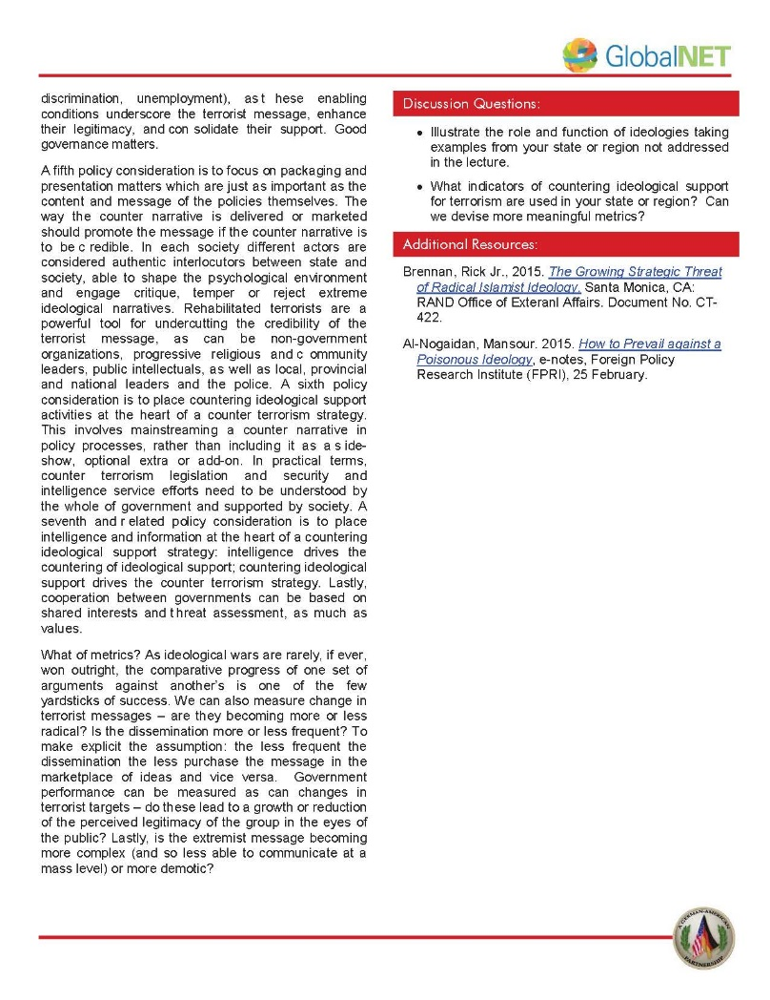 GlobalNET
discrimination, unemployment), as t hese enabling
conditions underscore the terrorist message, enhance
their legitimacy, and con solidate their support. Good
governance matters.
A fifth policy consideration is to focus on packaging and
presentation matters which are just as important as the
content and message of the policies themselves. The
way the counter narrative is delivered or marketed
should promote the message if the counter narrative is
to be c redible. In each society different actors are
considered authentic interlocutors between state and
society, able to shape the psychological environment
and engage critique, temper or reject extreme
ideological narratives. Rehabilitated terrorists are a
powerful tool for undercutting the credibility of the
terrorist message, as can be non-government
organizations, progressive religious and c ommunity
leaders, public intellectuals, as well as local, provincial
and national leaders and the police. A sixth policy
consideration is to place countering ideological support
activities at the heart of a counter terrorism strategy.
This involves mainstreaming a counter narrative in
policy processes, rather than including it as a s ide-
show, optional extra or add-on. In practical terms,
counter terrorism legislation and security and
intelligence service efforts need to be understood by
the whole of government and supported by society. A
seventh and r elated policy consideration is to place
intelligence and information at the heart of a countering
ideological support strategy: intelligence drives the
countering of ideological support; countering ideological
support drives the counter terrorism strategy. Lastly,
cooperation between governments can be based on
shared interests and t hreat assessment, as much as
values.
What of metrics? As ideological wars are rarely, if ever,
won outright, the comparative progress of one set of
arguments against another's is one of the few
yardsticks of success. We can also measure change in
terrorist messages – are they becoming more or less
radical? Is the dissemination more or less frequent? To
make explicit the assumption: the less frequent the
dissemination the less purchase the message in the
marketplace of ideas and vice versa. Government
performance can be measured as can changes in
terrorist targets – do these lead to a growth or reduction
of the perceived legitimacy of the group in the eyes of
the public? Lastly, is the extremist message becoming
more complex (and so less able to communicate at a
mass level) or more demotic?
Discussion Questions:
• Illustrate the role and function of ideologies taking
examples from your state or region not addressed
in the lecture.
• What indicators of countering ideological support
for terrorism are used in your state or region? Can
we devise more meaningful metrics?
Additional Resources:
Brennan, Rick Jr., 2015. The Growing Strategic Threat
of Radical Islamist Ideology, Santa Monica, CA:
RAND Office of Exteranl Affairs. Document No. CT-
422.
Al-Nogaidan, Mansour. 2015. How to Prevail against a
Poisonous Ideology, e-notes, Foreign Policy
Research Institute (FPRI), 25 February.
A GERMAN-AMERICAN
PARTNERSHIP